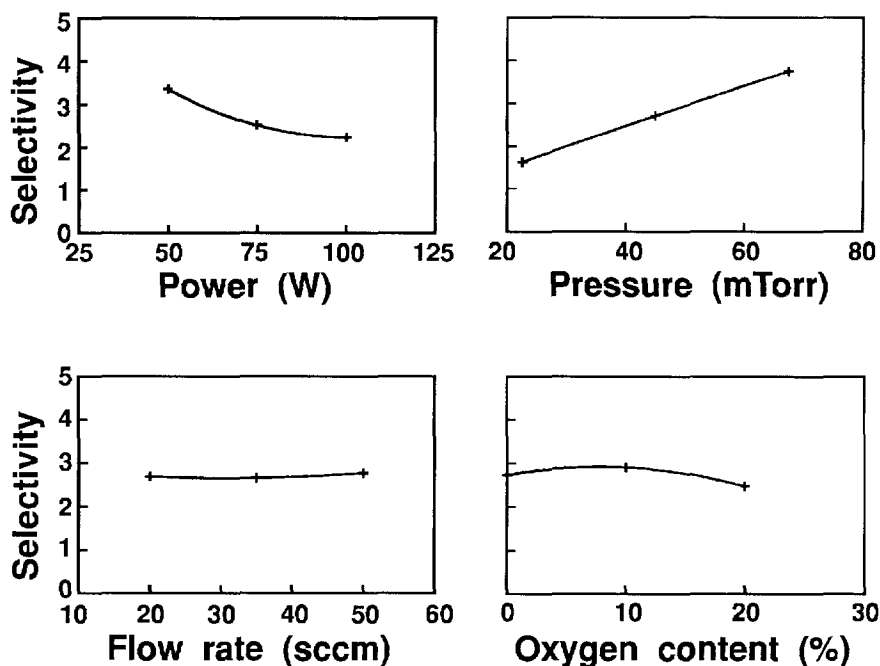 Selectivity
5
4
3
2
1
0
25 50 75 100 125
Power (W)
20 40 60 80
Pressure (mTorr)
Selectivity
5
4
3
2
1
0
10 20 30 40 50 60
Flow rate (sccm)
0 10 20 30
Oxygen content (%)